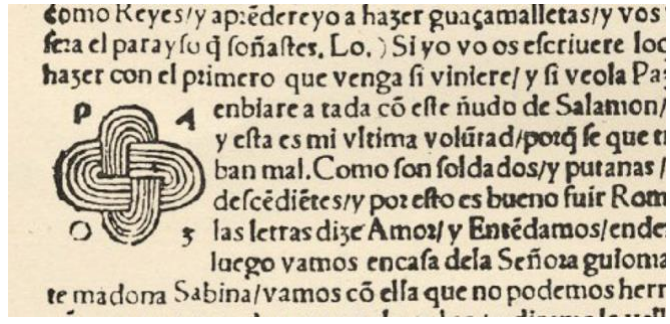 como Reyes/y aprẽdereyo a hazer guaçamalletas/y vos
sera el parayso q̃ soñastes. Lo.) Si yo vo os escriuere loq
hazer con el primero que venga si viniere/ y si veola Paz
P A enbiare a tada cõ este ñudo de Salamon/
y esta es mi vltima volũtad/porq̃ se que
ban mal. Como son soldados/y putanas /
descẽdiẽtes/y por esto es bueno fuir Rom
O z las letras dize Amor/ y Entẽdamos/ende
luego vamos encasa dela Señora guioma
te madona Sabina/vamos cõ ella que no podemos herr